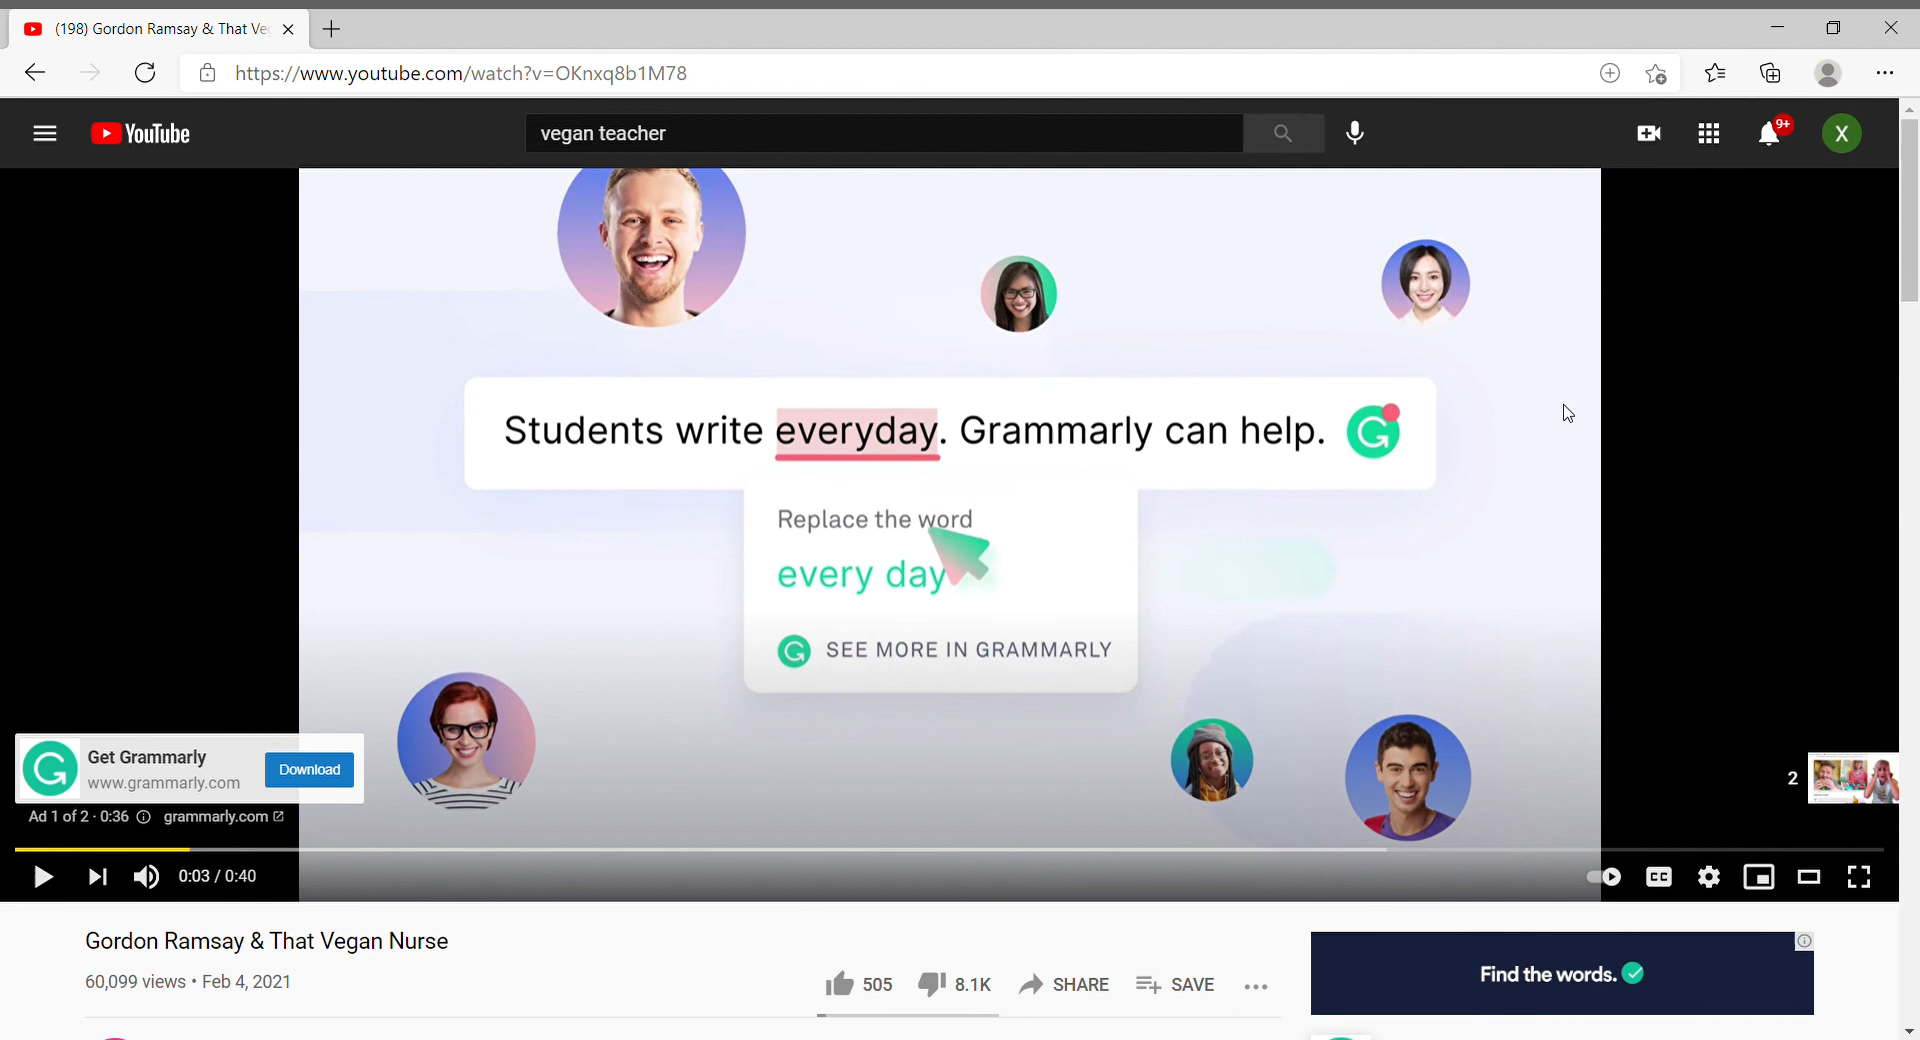 (198) Gordon Ramsay & That Ve
https://www.youtube.com/watch?v=OKnxq8b1M78
YouTube
vegan teacher
9+
X
Students write everyday. Grammarly can help.
Replace the word
every day
SEE MORE IN GRAMMARLY
Get Grammarly
www.grammarly.com
Download
2
Ad 1 of 2 · 0:36
grammarly.com
0:03 / 0:40
CC
Gordon Ramsay & That Vegan Nurse
60,099 views • Feb 4, 2021
505
8.1K
SHARE
SAVE
Find the words.